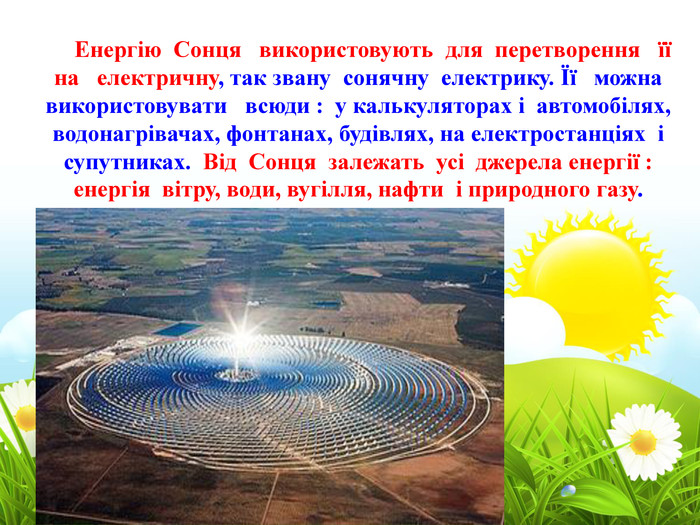 Енергію Сонця використовують для перетворення її
на електричну, так звану сонячну електрику. Її можна
використовувати всюди : у калькуляторах і автомобілях,
водонагрівачах, фонтанах, будівлях, на електростанціях і
супутниках. Від Сонця залежать усі джерела енергії :
енергія вітру, води, вугілля, нафти і природного газу.